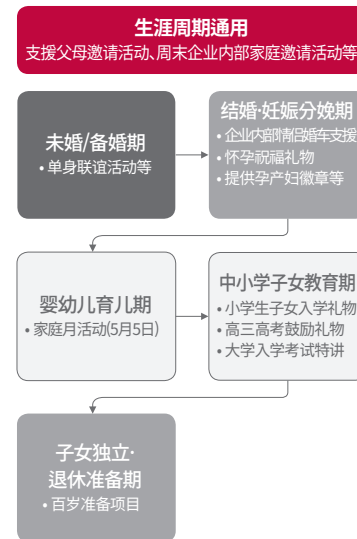 生涯周期通用
支援父母邀请活动、周末企业内部家庭邀请活动等
未婚/备婚期
• 单身联谊活动等
结婚·妊娠分娩期
• 企业内部情侣婚车支援
• 怀孕祝福礼物
• 提供孕产妇徽章等
婴幼儿育儿期
• 家庭月活动(5月5日)
中小学子女教育期
• 小学生子女入学礼物
• 高三高考鼓励礼物
• 大学入学考试特讲
子女独立·
退休准备期
• 百岁准备项目